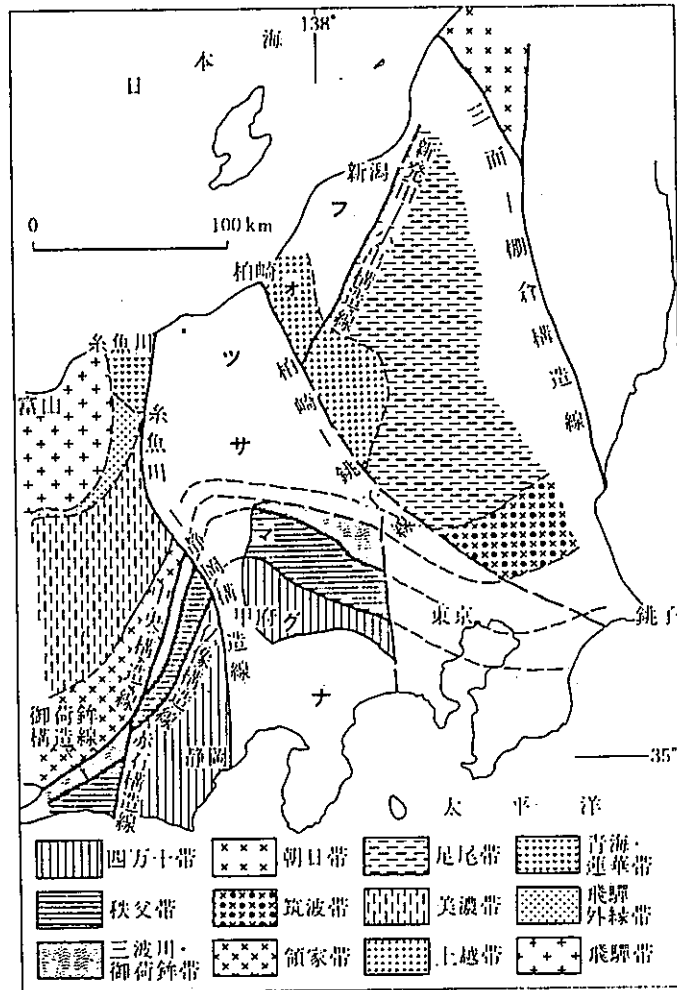 138°
日本海
三面─棚倉構造線
新潟
新発田─小出構造線
フ
0 100 km
柏崎
オ
柏崎─銚子線
糸魚川
ツ
富山
サ
糸魚川─静岡構造線
マ
甲府
グ
東京
銚子
中央構造線
ナ
御荷鉾構造線
静岡
赤石構造線
35°
太平洋
四万十帯
朝日帯
足尾帯
青海・蓮華帯
秩父帯
筑波帯
美濃帯
飛騨外縁帯
三波川・御荷鉾帯
領家帯
上越帯
飛騨帯